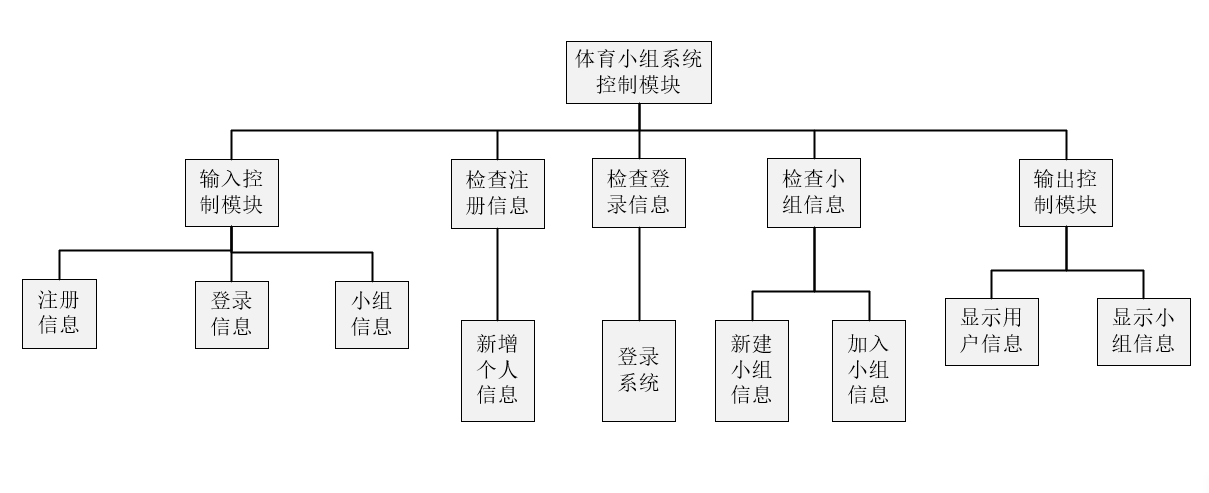 体育小组系统
控制模块
输入控
制模块
检查注
册信息
检查登
录信息
检查小
组信息
输出控
制模块
注册
信息
登录
信息
小组
信息
新增
个人
信息
登录
系统
新建
小组
信息
加入
小组
信息
显示用
户信息
显示小
组信息